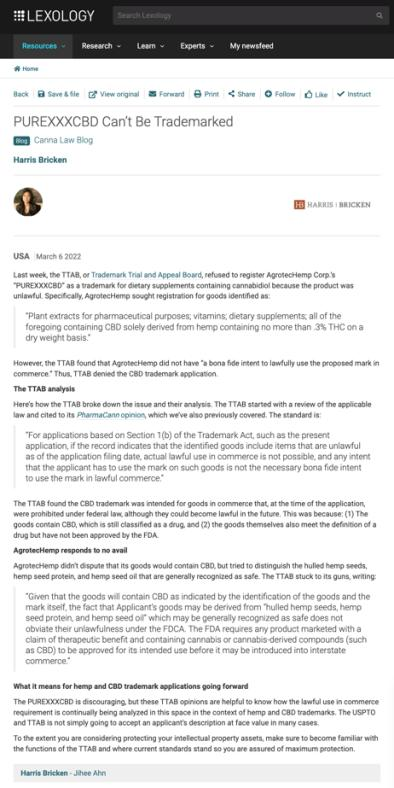 LEXOLOGY
Search Lexology
Resources
Research
Learn
Experts
My newsfeed
Home
Back
Save & file
View original
Forward
Print
Share
Follow
Like
Instruct
PUREXXXCBD Can't Be Trademarked
Blog Canna Law Blog
Harris Bricken
HB HARRIS | BRICKEN
USA March 6 2022
Last week, the TTAB, or Trademark Trial and Appeal Board, refused to register AgrotecHemp Corp.'s
"PUREXXXCBD" as a trademark for dietary supplements containing cannabidiol because the product was
unlawful. Specifically, AgrotecHemp sought registration for goods identified as:
"Plant extracts for pharmaceutical purposes; vitamins; dietary supplements; all of the
foregoing containing CBD solely derived from hemp containing no more than .3% THC on a
dry weight basis."
However, the TTAB found that AgrotecHemp did not have "a bona fide intent to lawfully use the proposed mark in
commerce." Thus, TTAB denied the CBD trademark application.
The TTAB analysis
Here's how the TTAB broke down the issue and their analysis. The TTAB started with a review of the applicable
law and cited to its PharmaCann opinion, which we've also previously covered. The standard is:
"For applications based on Section 1(b) of the Trademark Act, such as the present
application, if the record indicates that the identified goods include items that are unlawful
as of the application filing date, actual lawful use in commerce is not possible, and any intent
that the applicant has to use the mark on such goods is not the necessary bona fide intent
to use the mark in lawful commerce."
The TTAB found the CBD trademark was intended for goods in commerce that, at the time of the application,
were prohibited under federal law, although they could become lawful in the future. This was because: (1) The
goods contain CBD, which is still classified as a drug, and (2) the goods themselves also meet the definition of a
drug but have not been approved by the FDA.
AgrotecHemp responds to no avail
AgrotecHemp didn't dispute that its goods would contain CBD, but tried to distinguish the hulled hemp seeds,
hemp seed protein, and hemp seed oil that are generally recognized as safe. The TTAB stuck to its guns, writing:
"Given that the goods will contain CBD as indicated by the identification of the goods and the
mark itself, the fact that Applicant's goods may be derived from "hulled hemp seeds, hemp
seed protein, and hemp seed oil" which may be generally recognized as safe does not
obviate their unlawfulness under the FDCA. The FDA requires any product marketed with a
claim of therapeutic benefit and containing cannabis or cannabis-derived compounds (such
as CBD) to be approved for its intended use before it may be introduced into interstate
commerce."
What it means for hemp and CBD trademark applications going forward
The PUREXXXCBD is discouraging, but these TTAB opinions are helpful to know how the lawful use in commerce
requirement is continually being analyzed in this space in the context of hemp and CBD trademarks. The USPTO
and TTAB is not simply going to accept an applicant's description at face value in many cases.
To the extent you are considering protecting your intellectual property assets, make sure to become familiar with
the functions of the TTAB and where current standards stand so you are assured of maximum protection.
Harris Bricken - Jihee Ahn